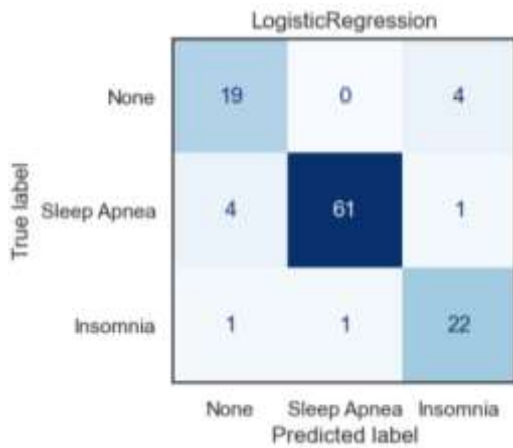 LogisticRegression
True label
None 19 0 4
Sleep Apnea 4 61 1
Insomnia 1 1 22
None Sleep Apnea Insomnia
Predicted label